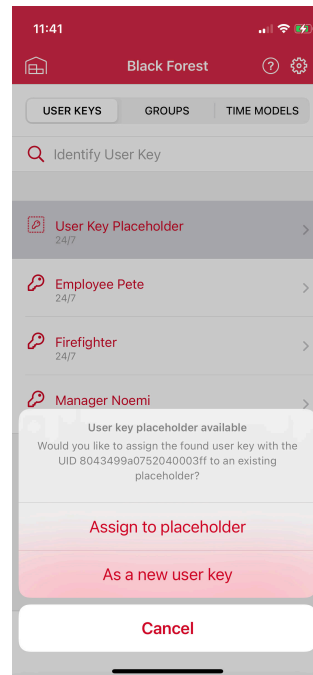 11:41
Black Forest
USER KEYS GROUPS TIME MODELS
Identify User Key
User Key Placeholder
24/7
Employee Pete
24/7
Firefighter
24/7
Manager Noemi
User key placeholder available
Would you like to assign the found user key with the
UID 8043499a0752040003ff to an existing
placeholder?
Assign to placeholder
As a new user key
Cancel